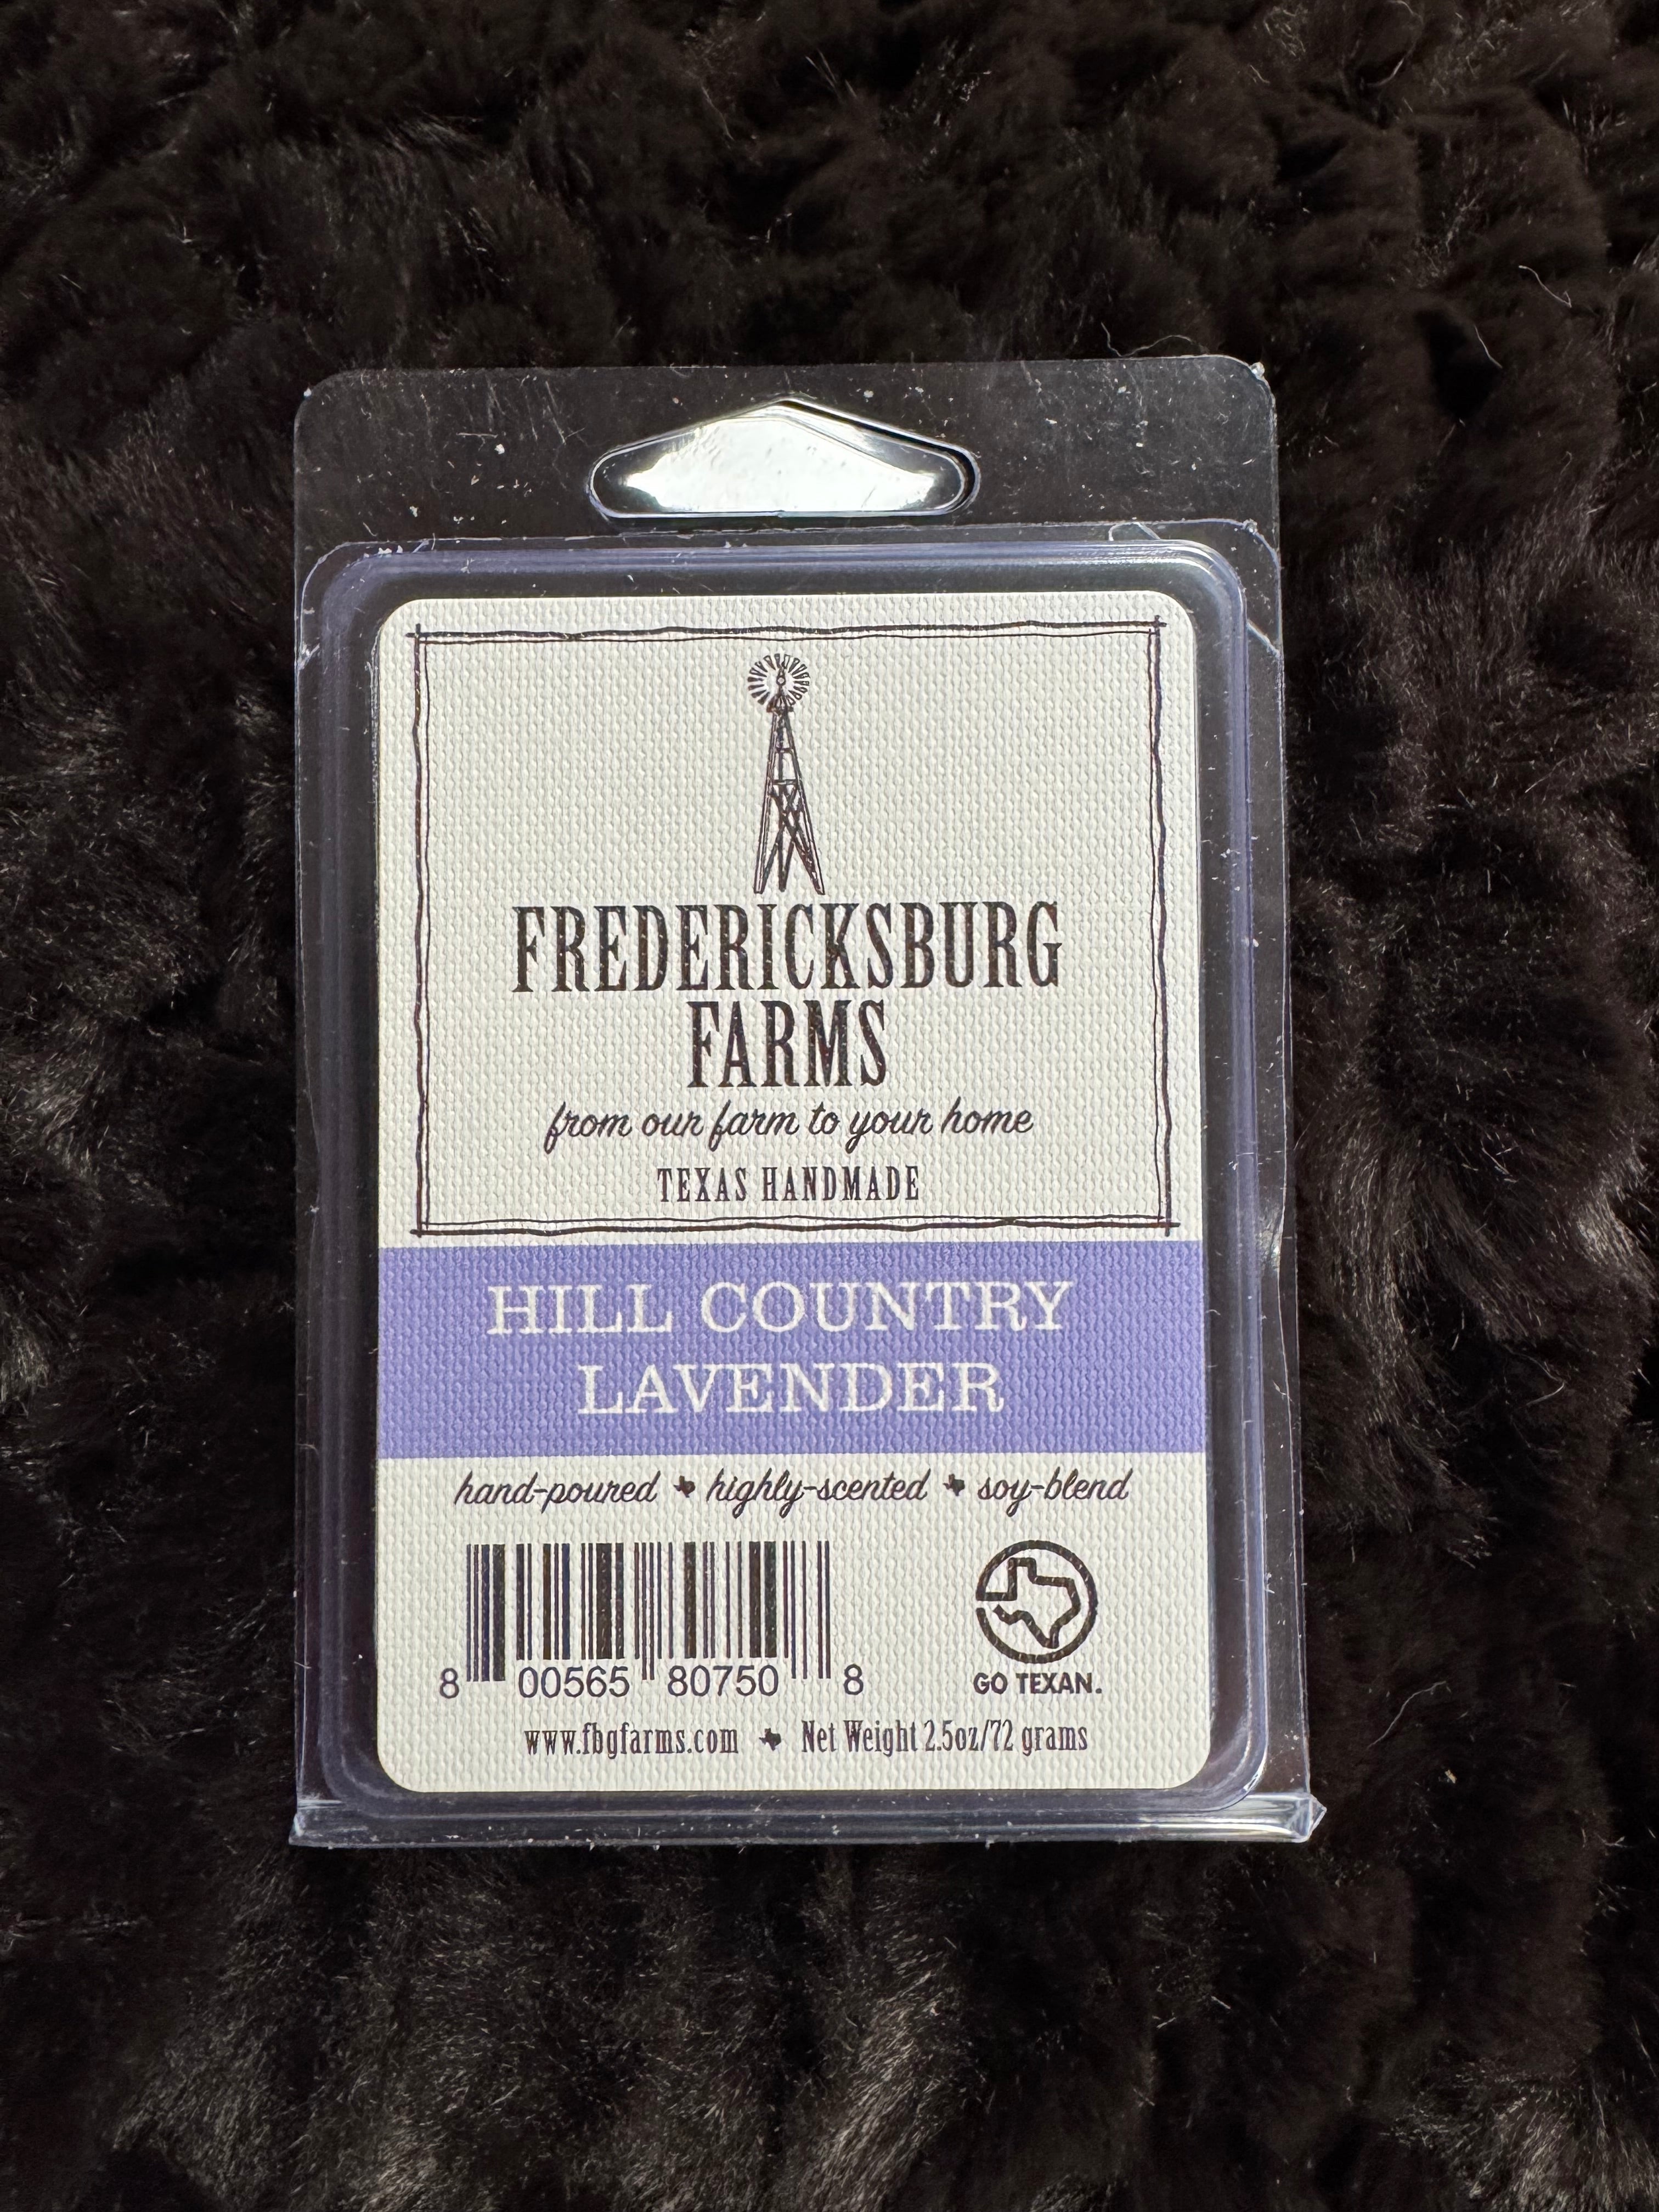 FREDERICKSBURG
FARMS
from our farm to your home
TEXAS HANDMADE
HILL COUNTRY
LAVENDER
hand-poured highly-scented soy-blend
8 00565 80750 8
GO TEXAN.
www.fbgfarms.com Net Weight 2.5oz/72 grams